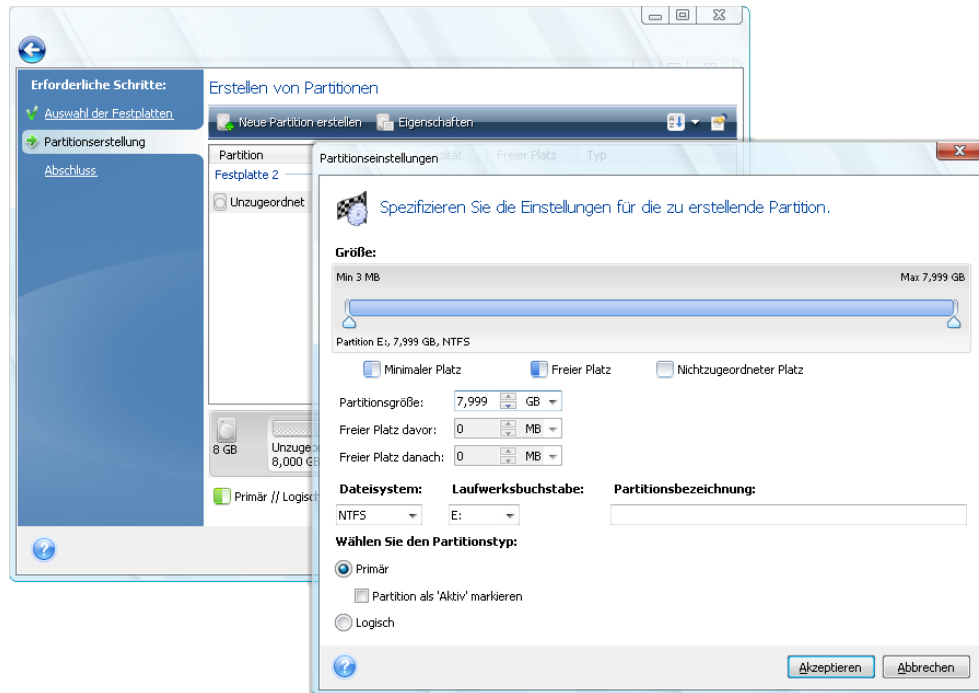 Erforderliche Schritte:
Auswahl der Festplatten
Partitionserstellung
Abschluss
Erstellen von Partitionen
Neue Partition erstellen Eigenschaften
Partition
Festplatte 2
Unzugeordnet
8 GB
8,000
Primär // Logisch
Partitionseinstellungen
Freier Platz Typ
Spezifizieren Sie die Einstellungen für die zu erstellende Partition.
Größe:
Min 3 MB Max 7,999 GB
Partition E:, 7,999 GB, NTFS
Minimaler Platz Freier Platz Nichtzugeordneter Platz
Partitionsgröße: 7,999 GB
Freier Platz davor: 0 MB
Freier Platz danach: 0 MB
Dateisystem: Laufwerksbuchstabe: Partitionsbezeichnung:
NTFS E:
Wählen Sie den Partitionstyp:
Primär
Partition als 'Aktiv' markieren
Logisch
Akzeptieren Abbrechen